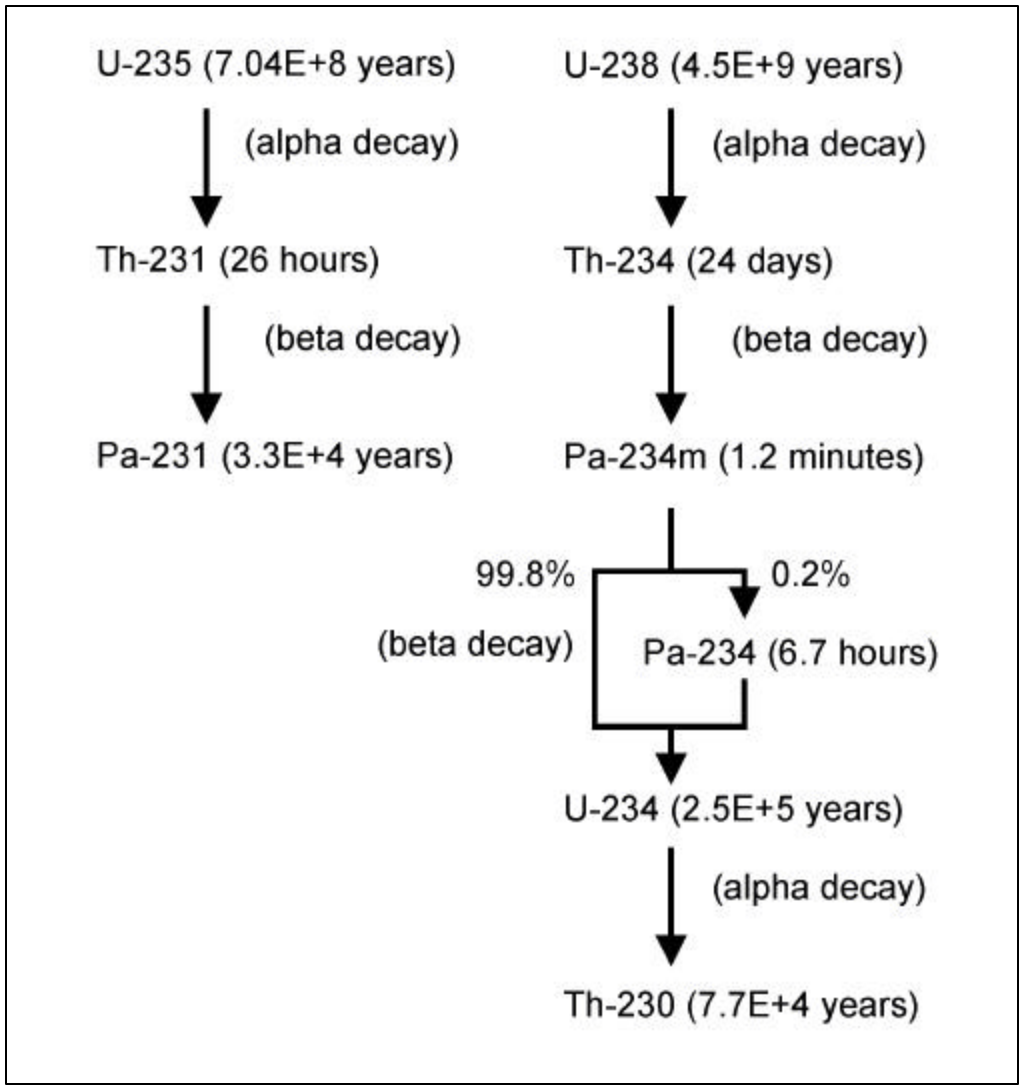 U-235 (7.04E+8 years)
(alpha decay)
Th-231 (26 hours)
(beta decay)
Pa-231 (3.3E+4 years)
U-238 (4.5E+9 years)
(alpha decay)
Th-234 (24 days)
(beta decay)
Pa-234m (1.2 minutes)
99.8%
(beta decay)
0.2%
Pa-234 (6.7 hours)
U-234 (2.5E+5 years)
(alpha decay)
Th-230 (7.7E+4 years)